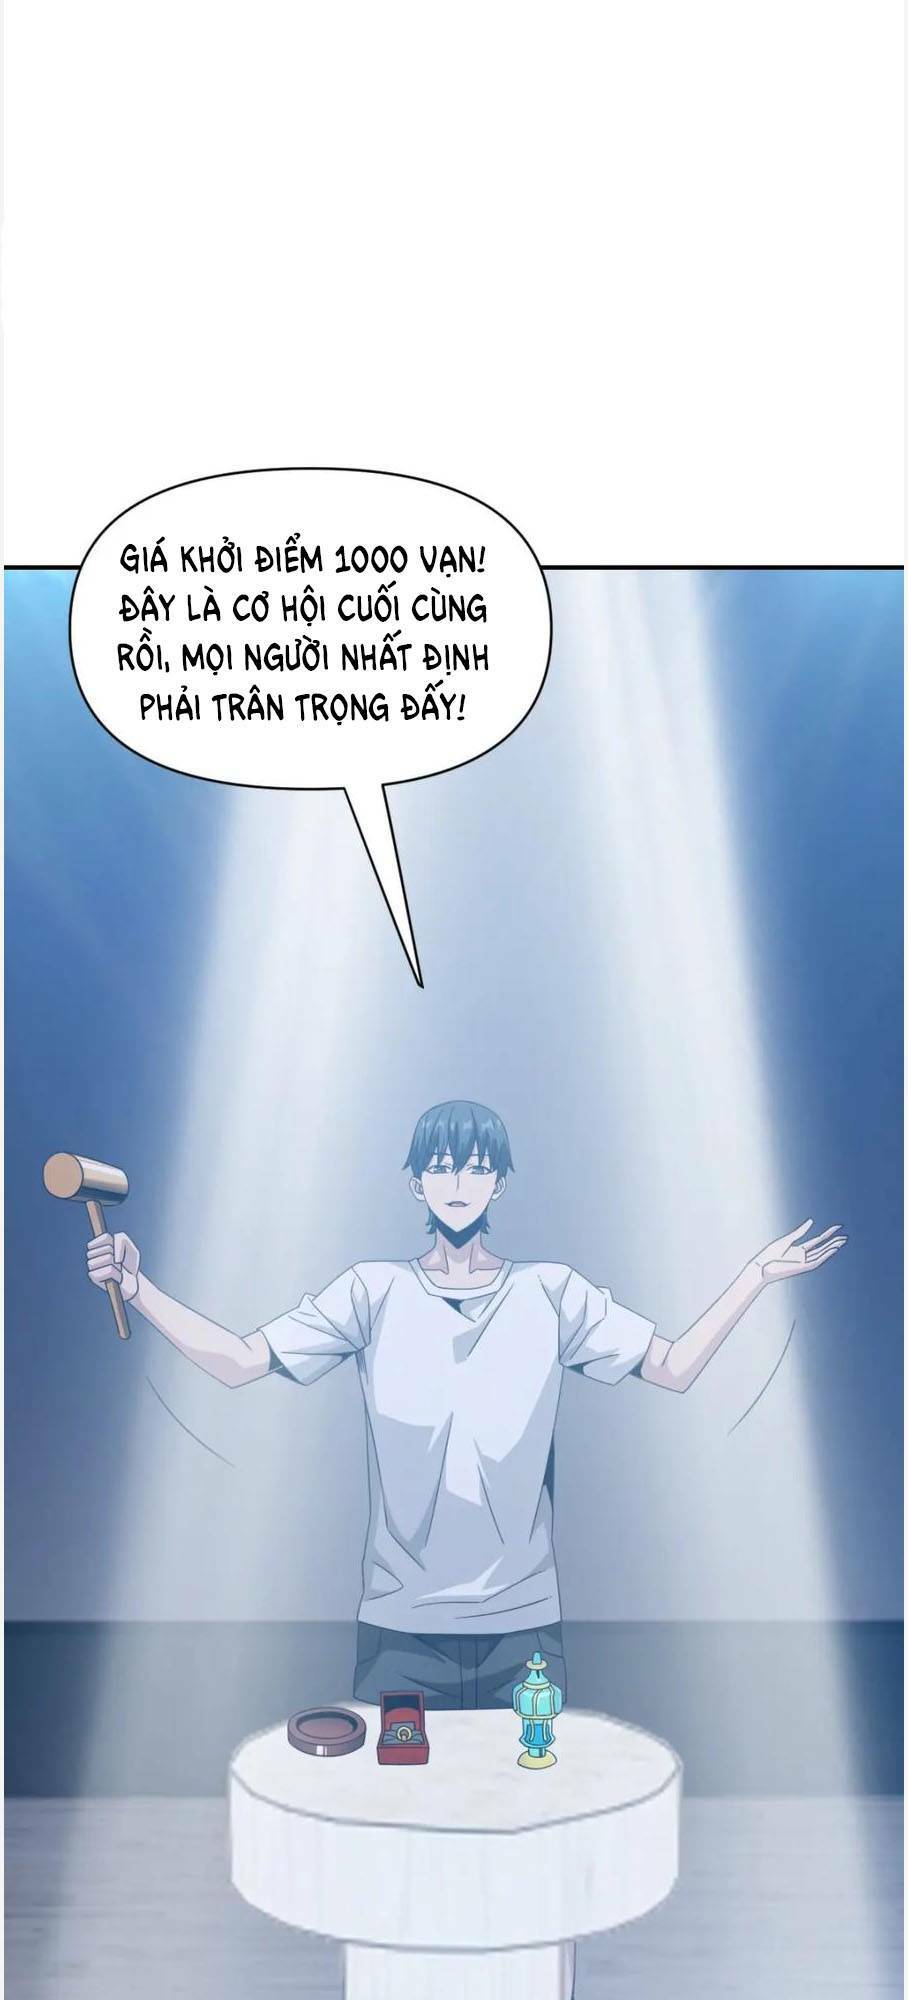 GIÁ KHỞI ĐIỂM 1000 VẠN!
ĐÂY LÀ CƠ HỘI CUỐI CÙNG
RỒI, MỌI NGƯỜI NHẤT ĐỊNH
PHẢI TRÂN TRỌNG ĐẤY!